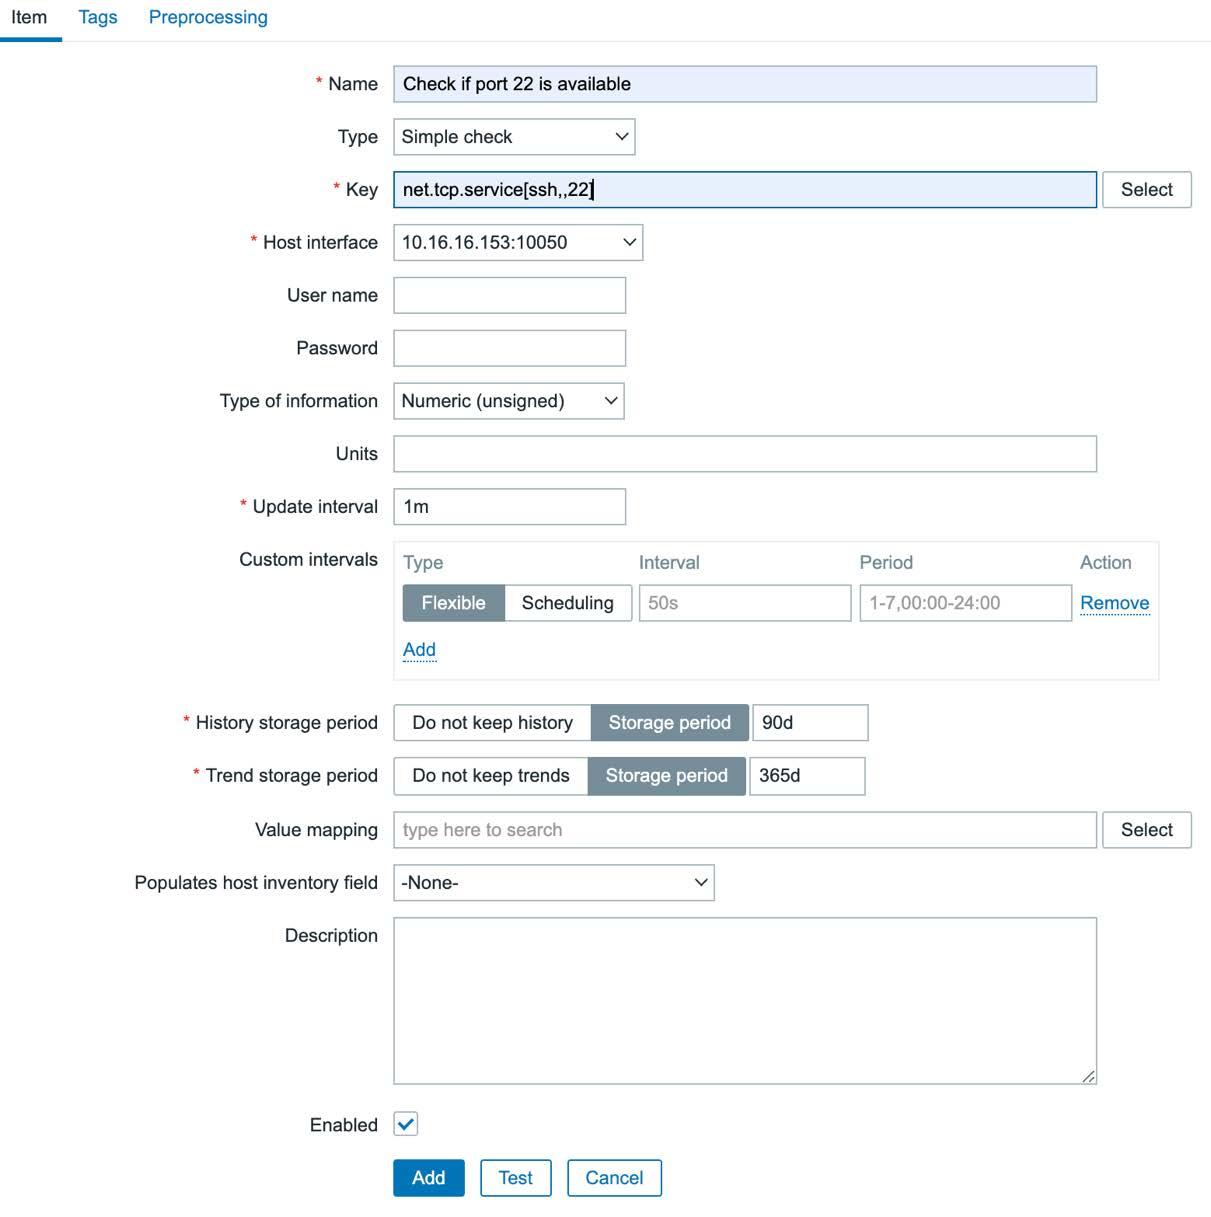 Item Tags Preprocessing
* Name Check if port 22 is available
Type Simple check
* Key net.tcp.service[ssh,,22] Select
* Host interface 10.16.16.153:10050
User name
Password
Type of information Numeric (unsigned)
Units
* Update interval 1m
Custom intervals Type Interval Period Action
Flexible Scheduling 50s 1-7,00:00-24:00 Remove
Add
* History storage period Do not keep history Storage period 90d
* Trend storage period Do not keep trends Storage period 365d
Value mapping type here to search Select
Populates host inventory field -None-
Description
Enabled
Add Test Cancel